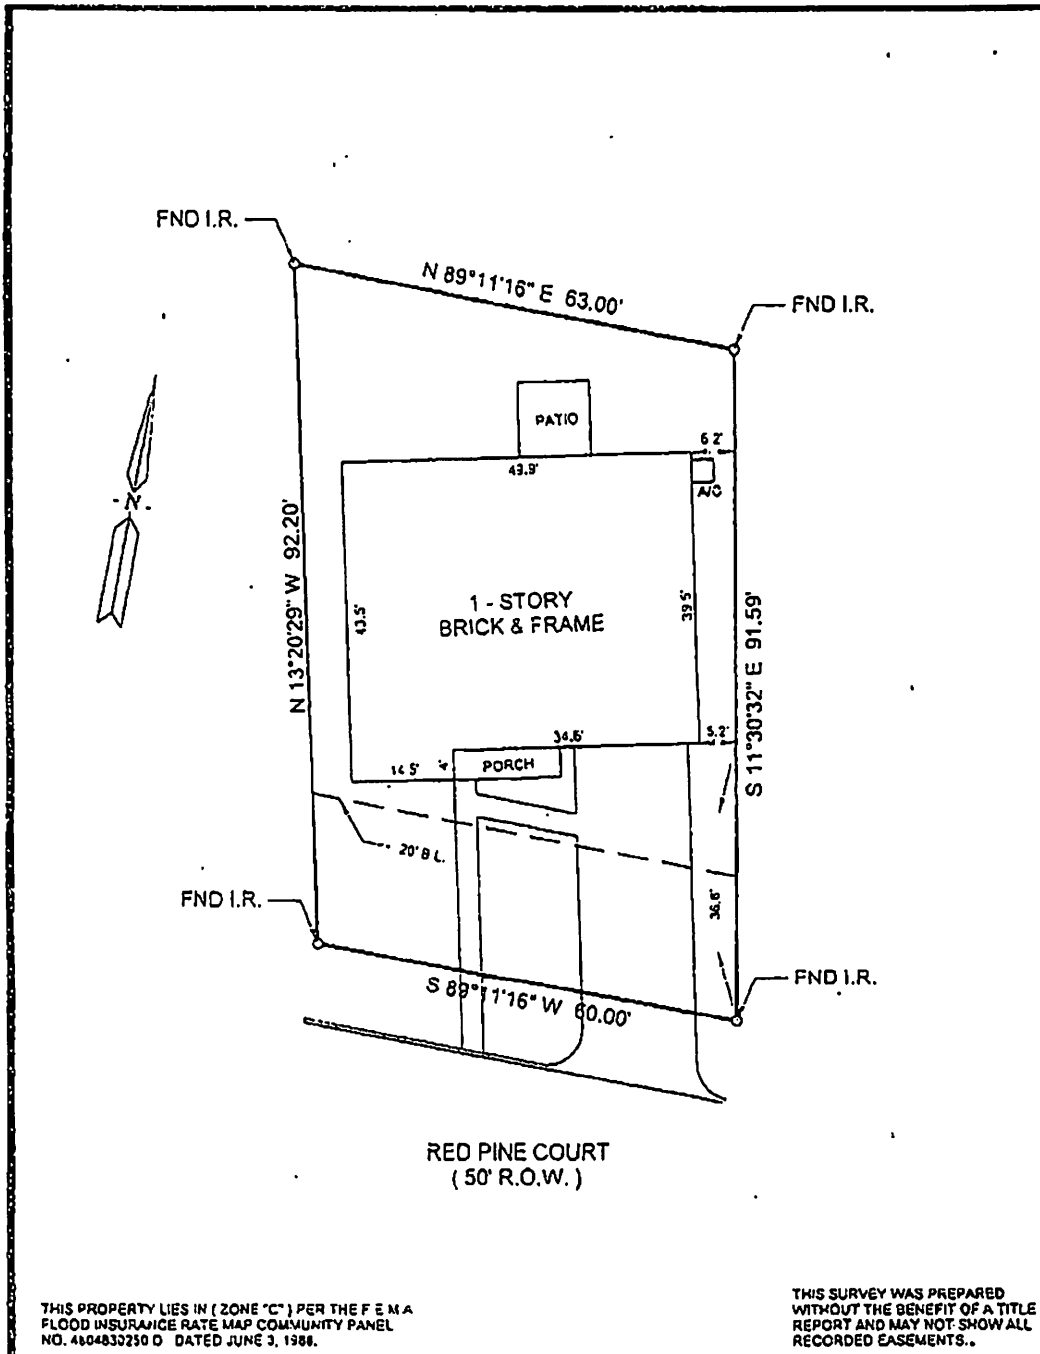 FND I.R.
N 89°11'16" E 63.00'
FND I.R.
PATIO
6.2'
A/C
-N-
N 13°20'29" W 92.20'
43.5'
1 - STORY
BRICK & FRAME
39.5'
S 11°30'32" E 91.59'
34.6'
5.2'
14.5'
PORCH
20' B L.
36.6'
FND I.R.
FND I.R.
S 89°11'16" W 60.00'
RED PINE COURT
( 50' R.O.W. )
THIS PROPERTY LIES IN ( ZONE "C" ) PER THE F E M A
FLOOD INSURANCE RATE MAP COMMUNITY PANEL
NO. D DATED JUNE 3, 1986.
THIS SURVEY WAS PREPARED
WITHOUT THE BENEFIT OF A TITLE
REPORT AND MAY NOT SHOW ALL
RECORDED EASEMENTS..